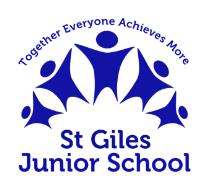 Together Everyone Achieves More
St Giles
Junior School